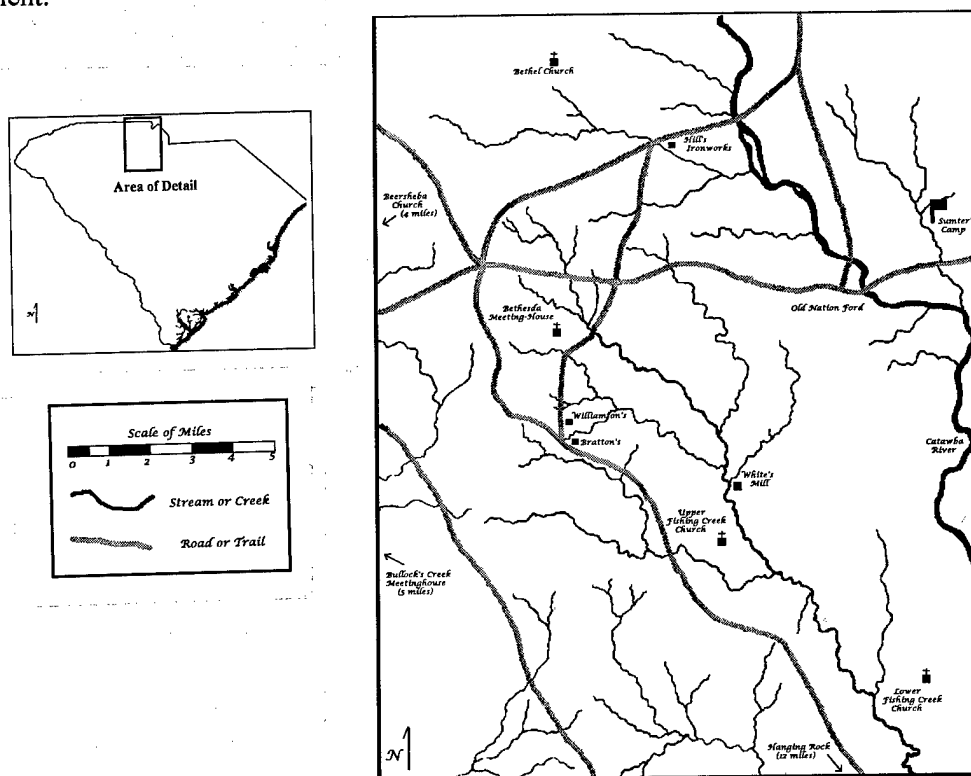 Area of Detail
N
Scale of Miles
0 1 2 3 4 5
Stream or Creek
Road or Trail
Bethel Church
Hill's
Ironworks
Beersheba
Church
(4 miles)
Sumter
Camp
Old Nation Ford
Bethesda
Meeting-House
Williamson's
Bratton's
Catawba
River
White's
Mill
Upper
Fishing Creek
Church
Bullock's Creek
Meetinghouse
(5 miles)
Lower
Fishing Creek
Church
Hanging Rock
(12 miles)
N